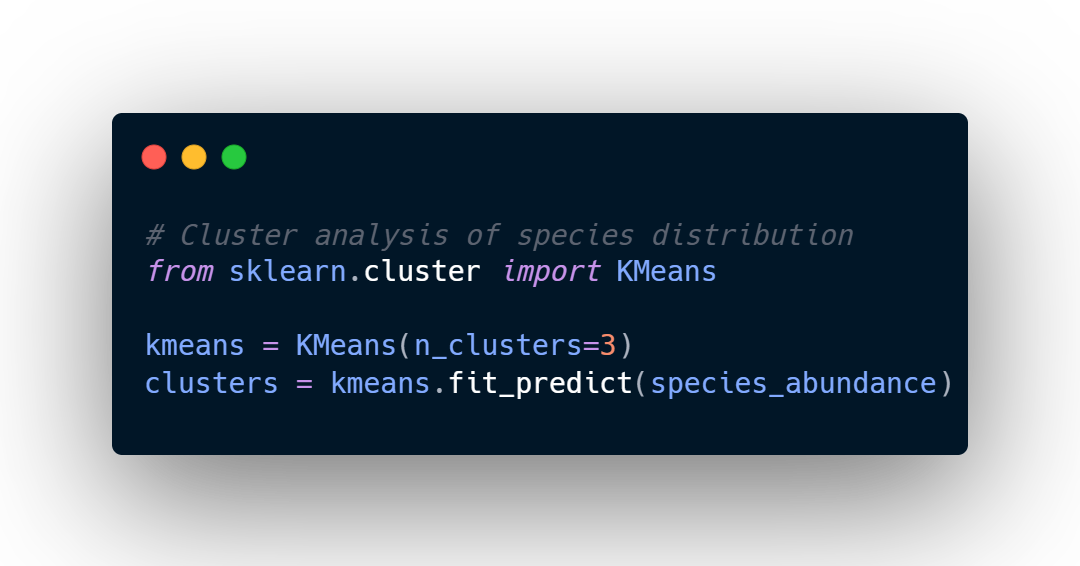 # Cluster analysis of species distribution
from sklearn.cluster import KMeans
kmeans = KMeans(n_clusters=3)
clusters = kmeans.fit_predict(species_abundance)